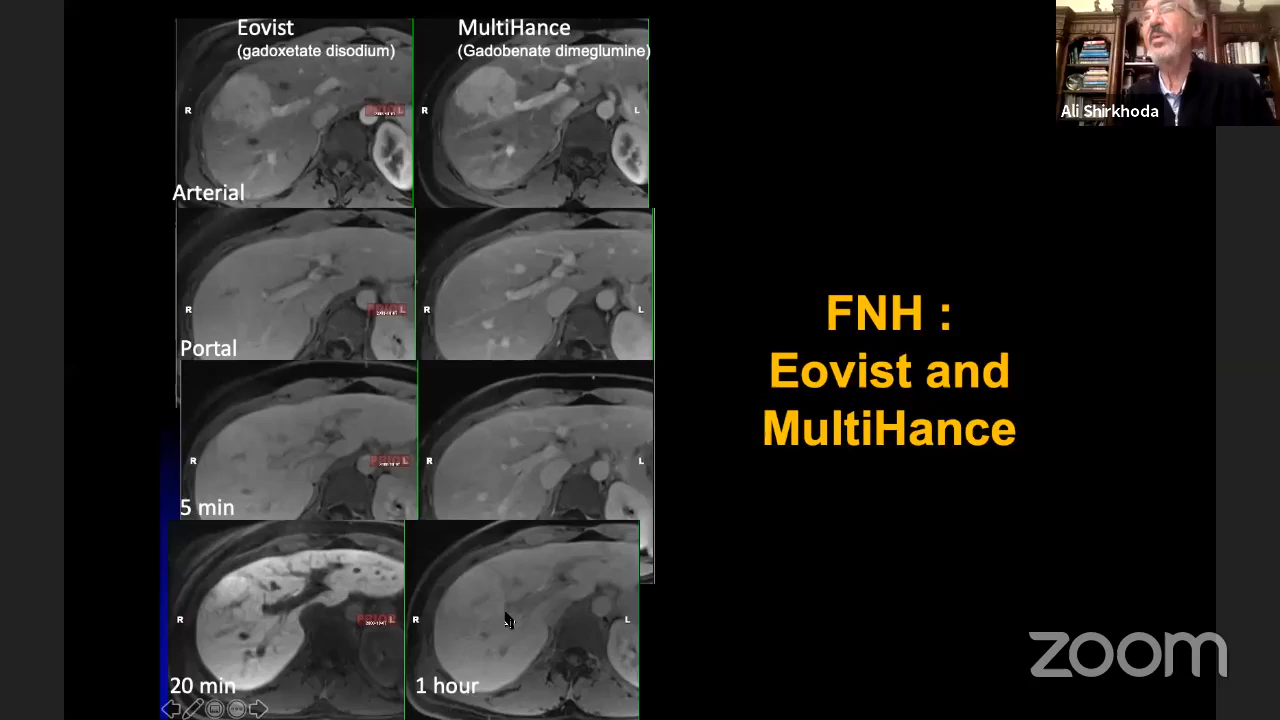 Eovist
(gadoxetate disodium)
MultiHance
(Gadobenate dimeglumine)
R
L
R
L
Arterial
R
L
R
L
Portal
R
L
R
L
5 min
R
L
R
L
20 min
1 hour
FNH :
Eovist and
MultiHance
Ali Shirkhoda
zoom